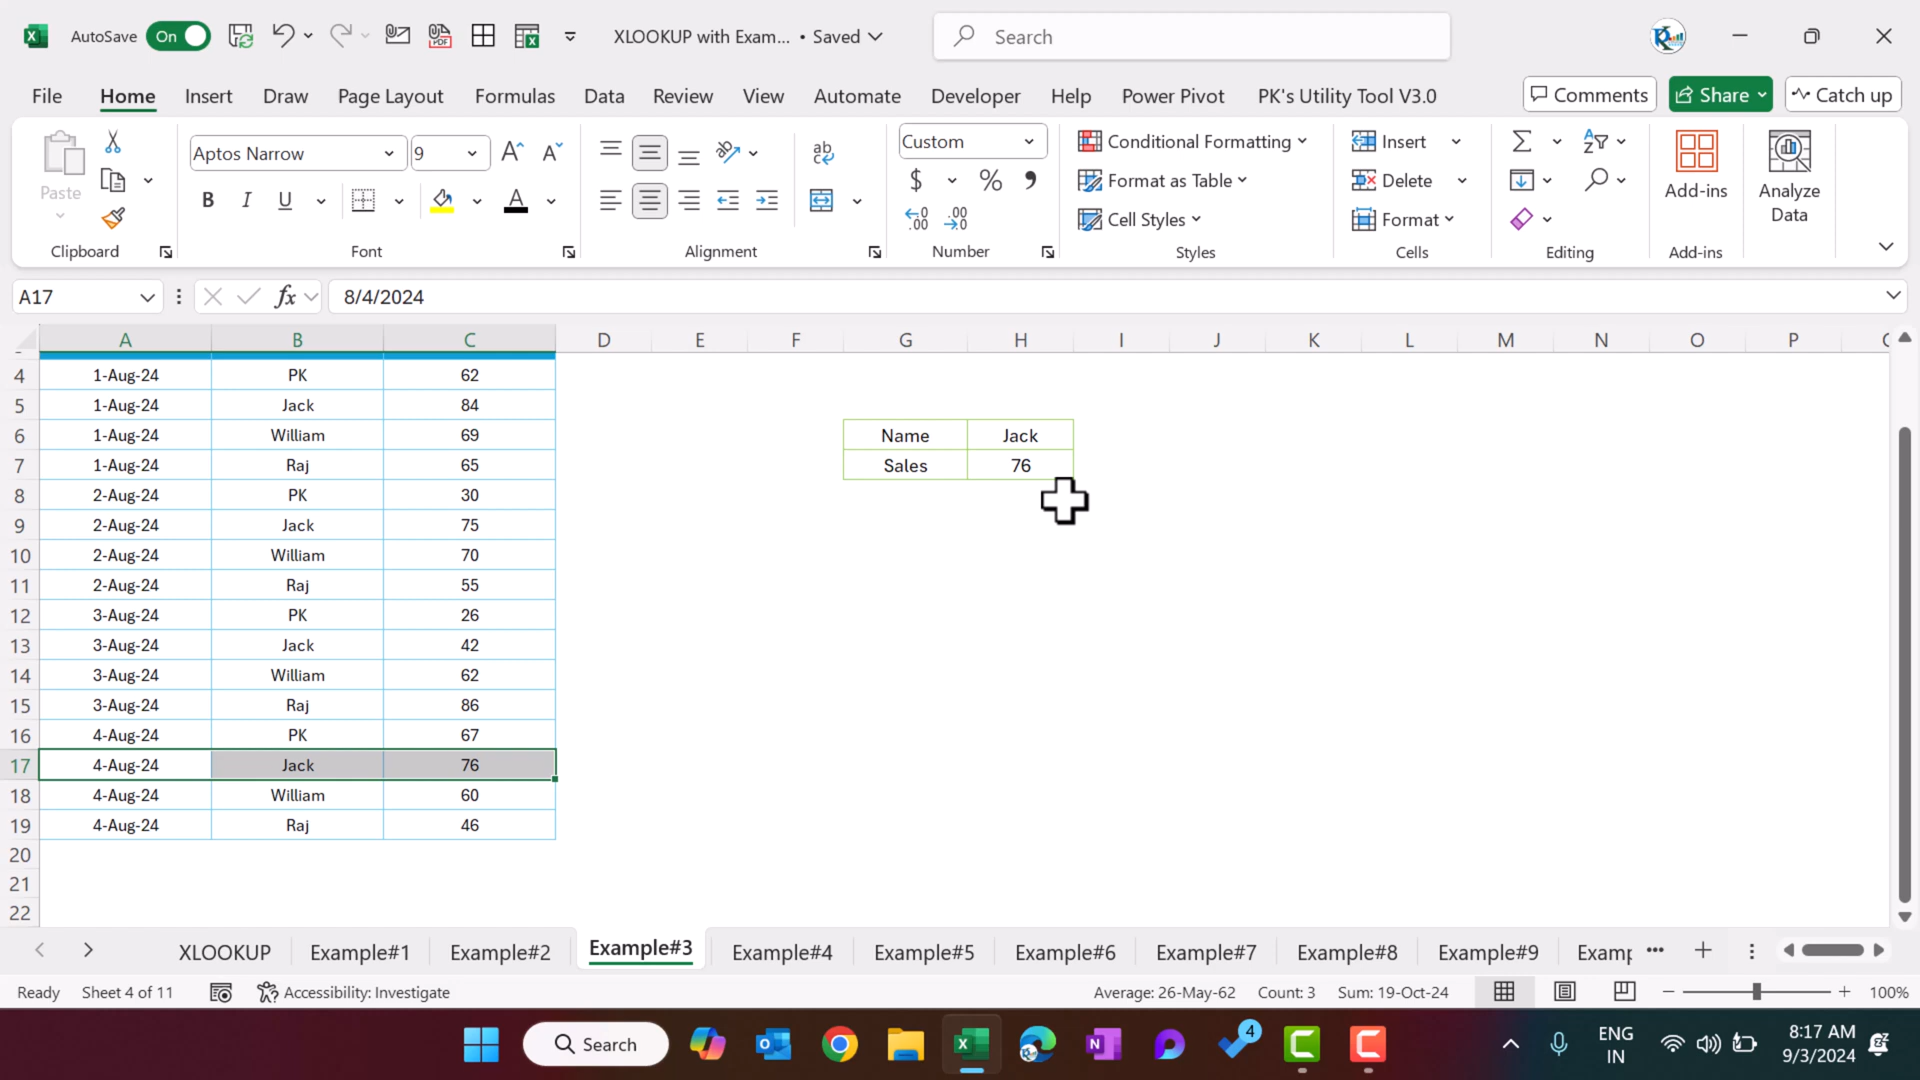 AutoSave On XLOOKUP with Exam... • Saved Search
File Home Insert Draw Page Layout Formulas Data Review View Automate Developer Help Power Pivot PK's Utility Tool V3.0 Comments Share Catch up
Paste Aptos Narrow 9 Custom Conditional Formatting Insert
B I U A $ % Format as Table Delete Add-ins Analyze Data
Cell Styles Format
Clipboard Font Alignment Number Styles Cells Editing Add-ins
A17 fx 8/4/2024
A B C D E F G H I J K L M N O P
4 1-Aug-24 PK 62
5 1-Aug-24 Jack 84
6 1-Aug-24 William 69 Name Jack
7 1-Aug-24 Raj 65 Sales 76
8 2-Aug-24 PK 30
9 2-Aug-24 Jack 75
10 2-Aug-24 William 70
11 2-Aug-24 Raj 55
12 3-Aug-24 PK 26
13 3-Aug-24 Jack 42
14 3-Aug-24 William 62
15 3-Aug-24 Raj 86
16 4-Aug-24 PK 67
17 4-Aug-24 Jack 76
18 4-Aug-24 William 60
19 4-Aug-24 Raj 46
20
21
22
XLOOKUP Example#1 Example#2 Example#3 Example#4 Example#5 Example#6 Example#7 Example#8 Example#9 Examp
Ready Sheet 4 of 11 Accessibility: Investigate Average: 26-May-62 Count: 3 Sum: 19-Oct-24 100%
Search 4 ENG 8:17 AM
IN 9/3/2024